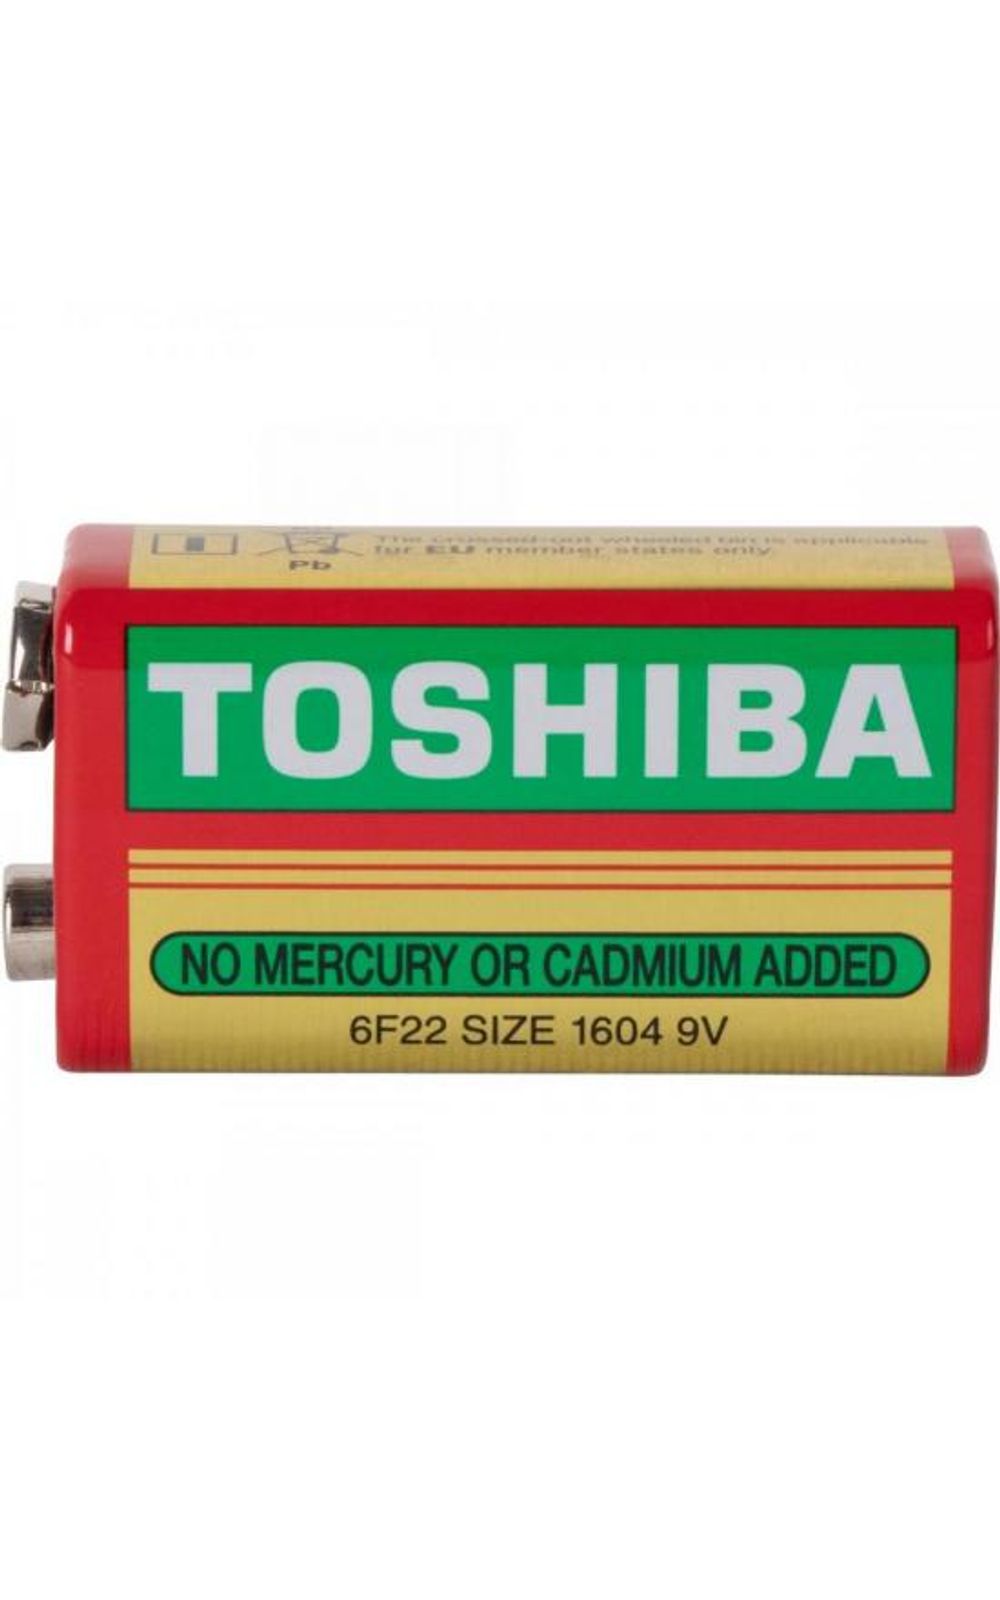 The crossed-out wheeled bin is applicable
for EU member states only.
Pb
TOSHIBA
NO MERCURY OR CADMIUM ADDED
6F22 SIZE 1604 9V